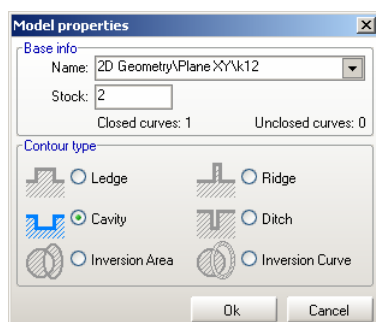 Model properties
Base info
Name: 2D Geometry\Plane XY\k12
Stock: 2
Closed curves: 1 Unclosed curves: 0
Contour type
Ledge Ridge
Cavity Ditch
Inversion Area Inversion Curve
Ok Cancel